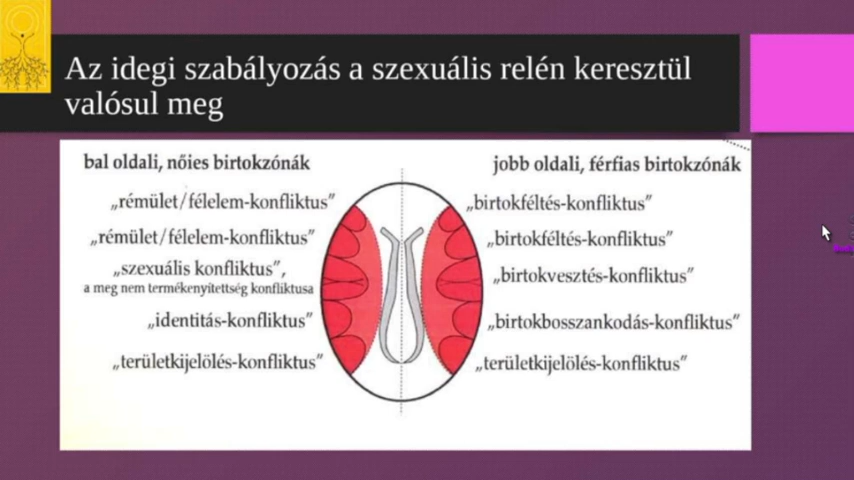 Az idegi szabályozás a szexuális relén keresztül
valósul meg
bal oldali, nőies birtokzónák
„rémület/félelem-konfliktus”
„rémület/félelem-konfliktus”
„szexuális konfliktus”,
a meg nem termékenyítettség konfliktusa
„identitás-konfliktus”
„területkijelölés-konfliktus”
jobb oldali, férfias birtokzónák
„birtokféltés-konfliktus”
„birtokféltés-konfliktus”
„birtokvesztés-konfliktus”
„birtokbosszankodás-konfliktus”
„területkijelölés-konfliktus”